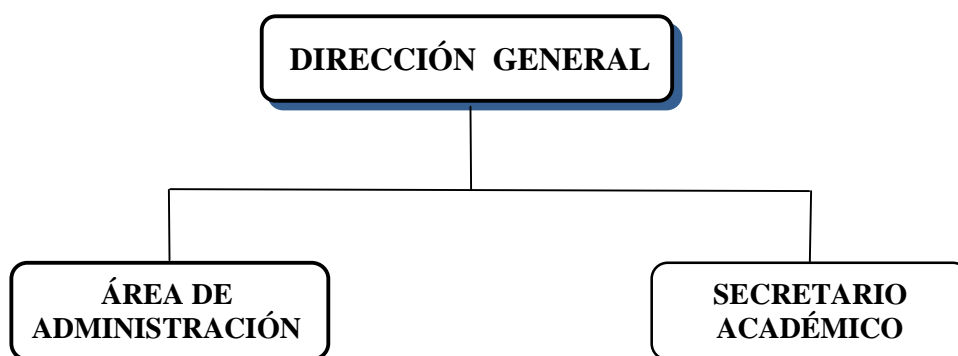 DIRECCIÓN GENERAL
ÁREA DE
ADMINISTRACIÓN
SECRETARIO
ACADÉMICO